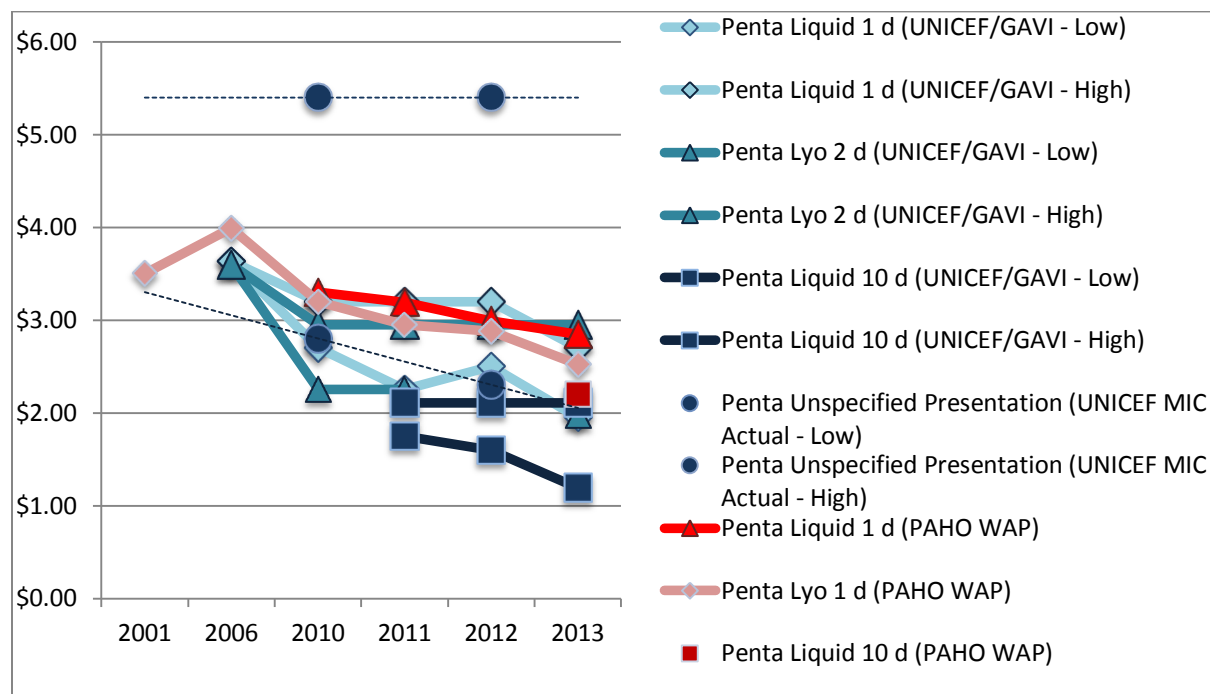 $6.00
$5.00
$4.00
$3.00
$2.00
$1.00
$0.00
2001 2006 2010 2011 2012 2013
Penta Liquid 1 d (UNICEF/GAVI - Low)
Penta Liquid 1 d (UNICEF/GAVI - High)
Penta Lyo 2 d (UNICEF/GAVI - Low)
Penta Lyo 2 d (UNICEF/GAVI - High)
Penta Liquid 10 d (UNICEF/GAVI - Low)
Penta Liquid 10 d (UNICEF/GAVI - High)
Penta Unspecified Presentation (UNICEF MIC
Actual - Low)
Penta Unspecified Presentation (UNICEF MIC
Actual - High)
Penta Liquid 1 d (PAHO WAP)
Penta Lyo 1 d (PAHO WAP)
Penta Liquid 10 d (PAHO WAP)